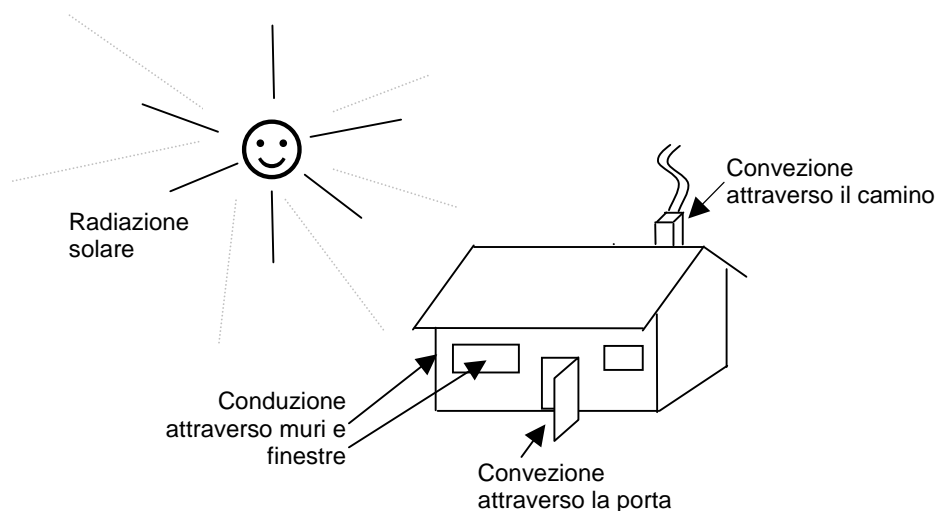 Convezione
attraverso il camino
Radiazione
solare
Conduzione
attraverso muri e
finestre
Convezione
attraverso la porta